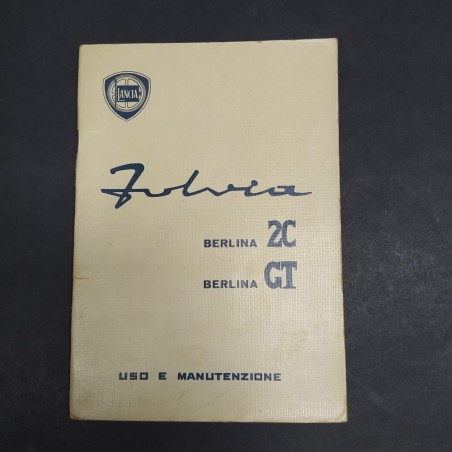 LANCIA
Fulvia
BERLINA 2C
BERLINA GT
USO E MANUTENZIONE